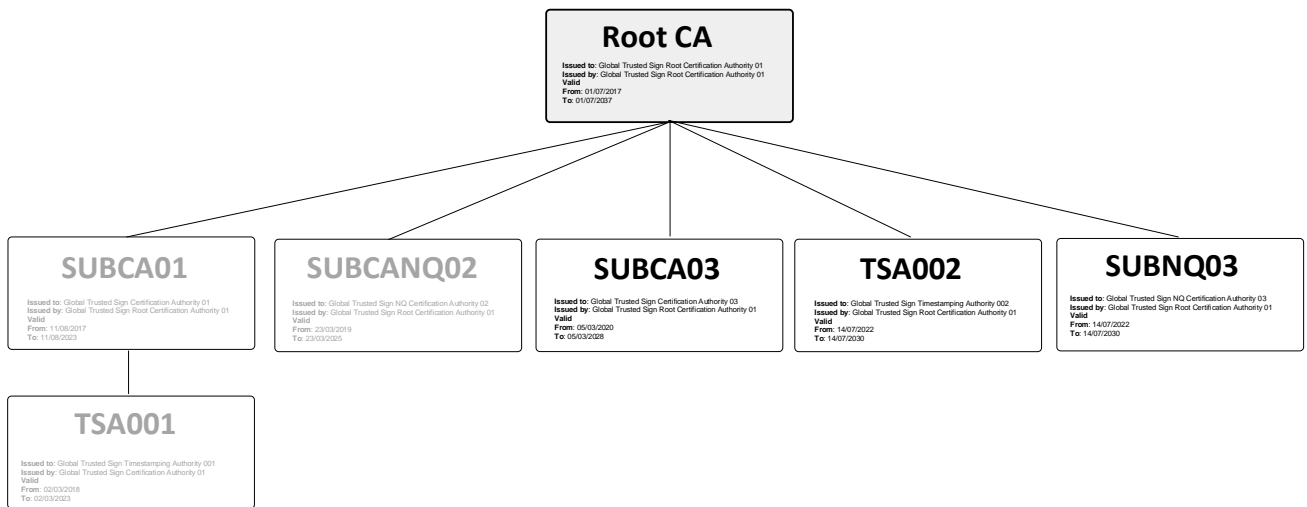 Root CA
Issued to: Global Trusted Sign Root Certification Authority 01
Issued by: Global Trusted Sign Root Certification Authority 01
Valid
From: 01/07/2017
To: 01/07/2037
SUBCA01
Issued to: Global Trusted Sign Certification Authority 01
Issued by: Global Trusted Sign Root Certification Authority 01
Valid
From: 11/08/2017
To: 11/08/2023
SUBCANQ02
Issued to: Global Trusted Sign NQ Certification Authority 02
Issued by: Global Trusted Sign Root Certification Authority 01
Valid
From: 23/03/2019
To: 23/03/2025
SUBCA03
Issued to: Global Trusted Sign Certification Authority 03
Issued by: Global Trusted Sign Root Certification Authority 01
Valid
From: 05/03/2020
To: 05/03/2028
TSA002
Issued to: Global Trusted Sign Timestamping Authority 002
Issued by: Global Trusted Sign Root Certification Authority 01
Valid
From: 14/07/2022
To: 14/07/2030
SUBNQ03
Issued to: Global Trusted Sign NQ Certification Authority 03
Issued by: Global Trusted Sign Root Certification Authority 01
Valid
From: 14/07/2022
To: 14/07/2030
TSA001
Issued to: Global Trusted Sign Timestamping Authority 001
Issued by: Global Trusted Sign Certification Authority 01
Valid
From: 02/03/2018
To: 02/03/2023